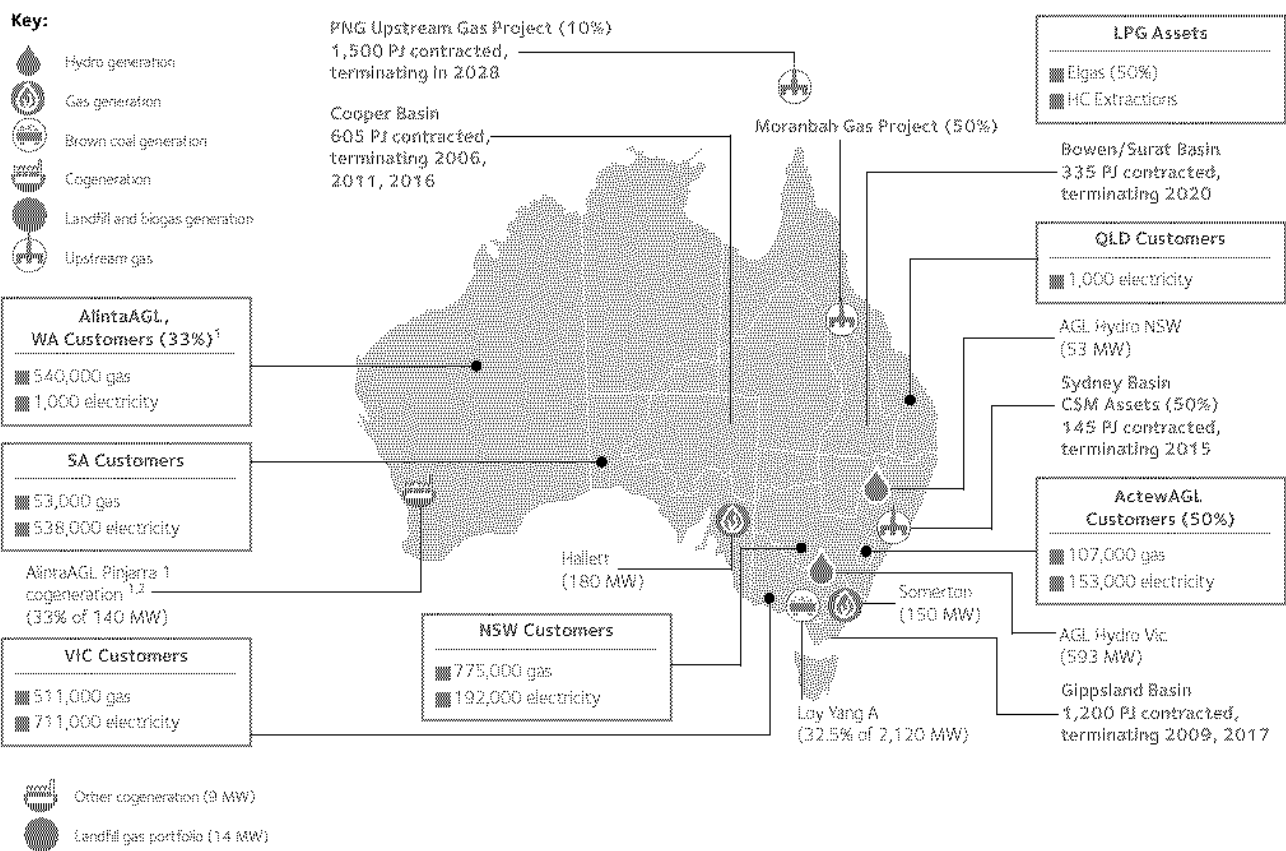 Key:
Hydro generation
Gas generation
Brown coal generation
Cogeneration
Landfill and biogas generation
Upstream gas
PNG Upstream Gas Project (10%)
1,500 PJ contracted,
terminating in 2028
Cooper Basin
605 PJ contracted,
terminating 2006,
2011, 2016
Moranbah Gas Project (50%)
LPG Assets
Elgas (50%)
HC Extractions
Bowen/Surat Basin
335 PJ contracted,
terminating 2020
QLD Customers
1,000 electricity
AGL Hydro NSW
(53 MW)
Sydney Basin
CSM Assets (50%)
145 PJ contracted,
terminating 2015
ActewAGL
Customers (50%)
107,000 gas
153,000 electricity
AGL Hydro Vic
(593 MW)
Gippsland Basin
1,200 PJ contracted,
terminating 2009, 2017
AlintaAGL,
WA Customers (33%)1
540,000 gas
1,000 electricity
SA Customers
53,000 gas
538,000 electricity
AlintaAGL Pinjarra 1
cogeneration 1,2
(33% of 140 MW)
VIC Customers
511,000 gas
711,000 electricity
Hallett
(180 MW)
NSW Customers
775,000 gas
192,000 electricity
Somerton
(150 MW)
Loy Yang A
(32.5% of 2,120 MW)
Other cogeneration (9 MW)
Landfill gas portfolio (14 MW)